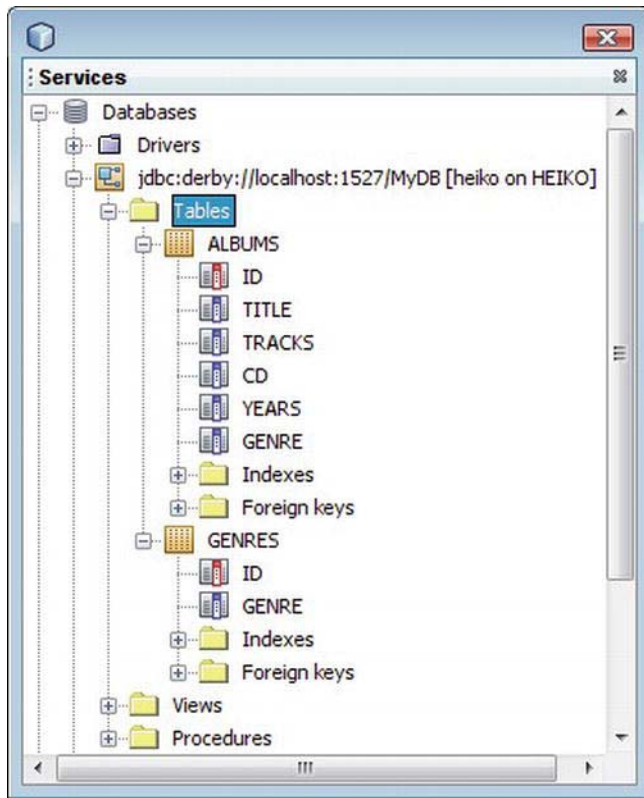 Services
Databases
Drivers
jdbc:derby://localhost:1527/MyDB [heiko on HEIKO]
Tables
ALBUMS
ID
TITLE
TRACKS
CD
YEARS
GENRE
Indexes
Foreign keys
GENRES
ID
GENRE
Indexes
Foreign keys
Views
Procedures